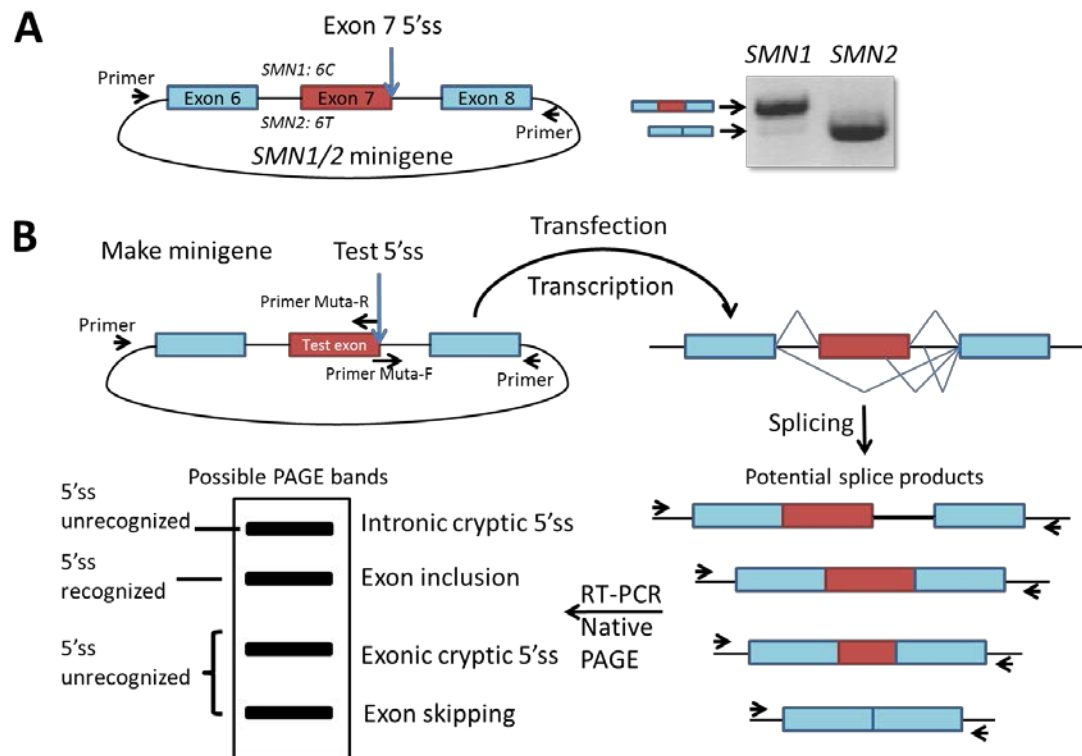 A
Exon 7 5'ss
Primer
SMN1: 6C
Exon 6
Exon 7
Exon 8
SMN2: 6T
Primer
SMN1/2 minigene
SMN1 SMN2
B
Make minigene
Test 5'ss
Primer Muta-R
Primer
Test exon
Primer Muta-F
Primer
Transfection
Transcription
Splicing
Potential splice products
RT-PCR
Native
PAGE
Possible PAGE bands
5'ss
unrecognized
Intronic cryptic 5'ss
5'ss
recognized
Exon inclusion
5'ss
unrecognized
Exonic cryptic 5'ss
Exon skipping